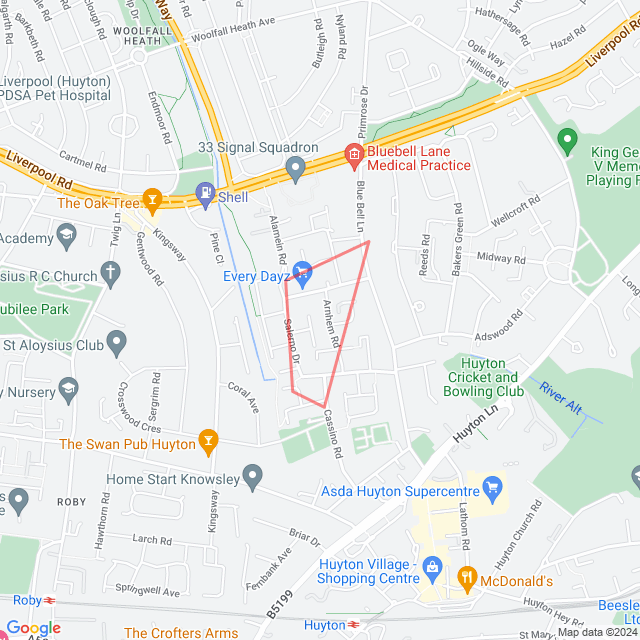 Way
WOOLFALL
HEATH
Woolfall Heath Ave
Barkbeth Rd
Burleigh Rd
Nyland Rd
Hathersage Rd
Ogle Way
Hillside Rd
Hazel Rd
Liverpool Rd
Liverpool (Huyton)
PDSA Pet Hospital
Endmoor Rd
Primrose Dr
33 Signal Squadron
Bluebell Lane
Medical Practice
King Ge
V Meme
Playing F
Cartmel Rd
Liverpool Rd
The Oak Tree
Shell
Blue Bell Ln
Wellcroft Rd
Academy
Twig Ln
Kingsway
Pine Cl
Alamein Rd
Reeds Rd
Bakers Green Rd
Midway Rd
ysius R C Church
Gentwood Rd
Every Dayz
ubilee Park
Salerno Dr
Arnhem Rd
Adswood Rd
St Aloysius Club
Huyton
Cricket and
Bowling Club
River Alt
y Nursery
Crosswood Cres
Sergrim Rd
Coral Ave
Huyton Ln
Cassino Rd
The Swan Pub Huyton
Home Start Knowsley
Asda Huyton Supercentre
ROBY
Hawthorn Rd
Kingsway
Lathom Rd
Huyton Church Rd
Larch Rd
Briar Dr
Fernbank Ave
Huyton Village -
Shopping Centre
McDonald's
Springwell Ave
B5199
Roby
Huyton
Huyton Hey Rd
Beesle
The Crofters Arms
St Mary
Google
Map data ©2024